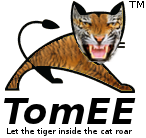 TM
TomEE
Let the tiger inside the cat roar